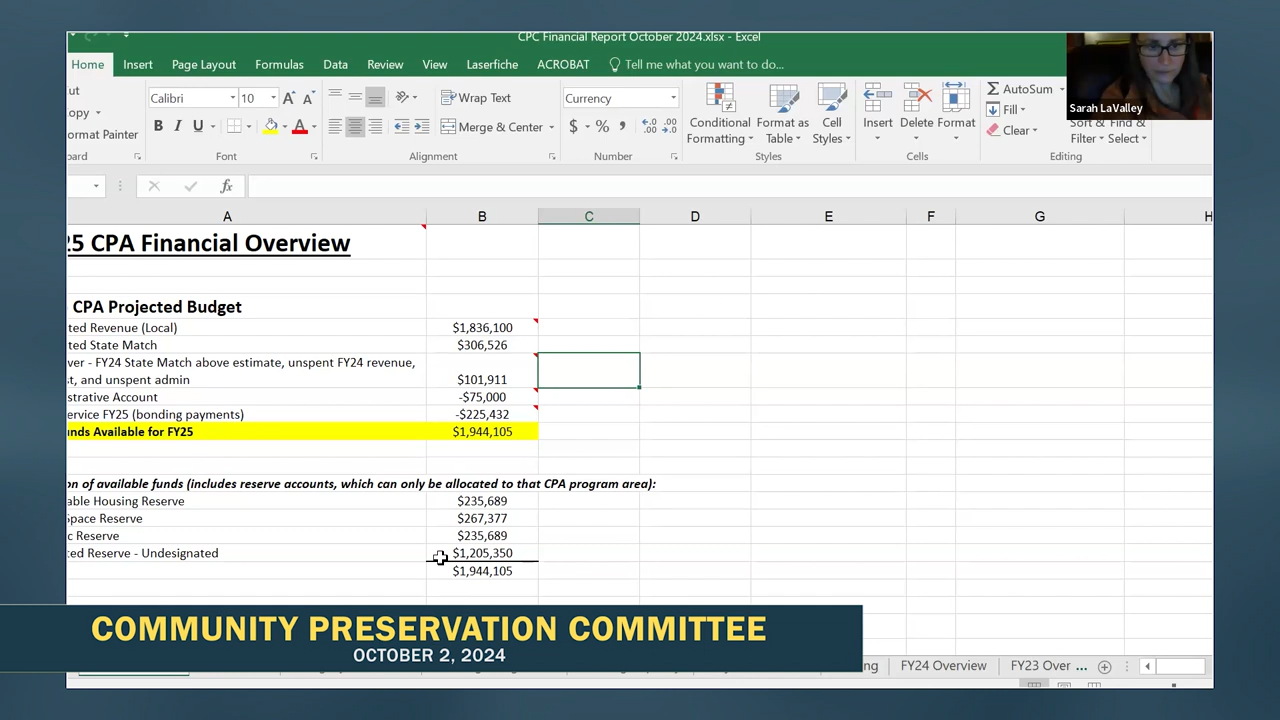 CPC Financial Report October 2024.xlsx - Excel
Home Insert Page Layout Formulas Data Review View Laserfiche ACROBAT Tell me what you want to do...
Sarah LaValley
ut
opy
ormat Painter
Calibri 10
B I U
Wrap Text
Merge & Center
Currency
$ % ,
Conditional Formatting
Format as Table
Cell Styles
Insert Delete Format
AutoSum
Fill
Clear
Sort & Filter
Find & Select
ard Font Alignment Number Styles Cells Editing
fx
A B C D E F G H
25 CPA Financial Overview
CPA Projected Budget
ted Revenue (Local) $1,836,100
ted State Match $306,526
ver - FY24 State Match above estimate, unspent FY24 revenue,
st, and unspent admin $101,911
istrative Account -$75,000
ervice FY25 (bonding payments) -$225,432
unds Available for FY25 $1,944,105
on of available funds (includes reserve accounts, which can only be allocated to that CPA program area):
able Housing Reserve $235,689
Space Reserve $267,377
ic Reserve $235,689
ted Reserve - Undesignated $1,205,350
$1,944,105
COMMUNITY PRESERVATION COMMITTEE
OCTOBER 2, 2024
ng FY24 Overview FY23 Over ...